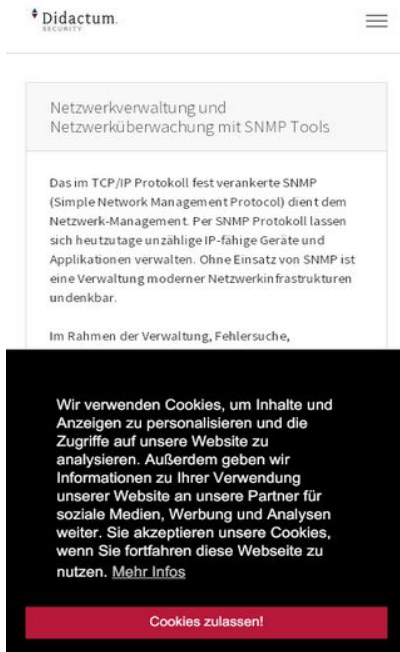 Didactum
SECURITY
Netzwerkverwaltung und
Netzwerküberwachung mit SNMP Tools
Das im TCP/IP Protokoll fest verankerte SNMP
(Simple Network Management Protocol) dient dem
Netzwerk-Management. Per SNMP Protokoll lassen
sich heutzutage unzählige IP-fähige Geräte und
Applikationen verwalten. Ohne Einsatz von SNMP ist
eine Verwaltung moderner Netzwerkinfrastrukturen
undenkbar.
Im Rahmen der Verwaltung, Fehlersuche,
Wir verwenden Cookies, um Inhalte und
Anzeigen zu personalisieren und die
Zugriffe auf unsere Website zu
analysieren. Außerdem geben wir
Informationen zu Ihrer Verwendung
unserer Website an unsere Partner für
soziale Medien, Werbung und Analysen
weiter. Sie akzeptieren unsere Cookies,
wenn Sie fortfahren diese Webseite zu
nutzen. Mehr Infos
Cookies zulassen!